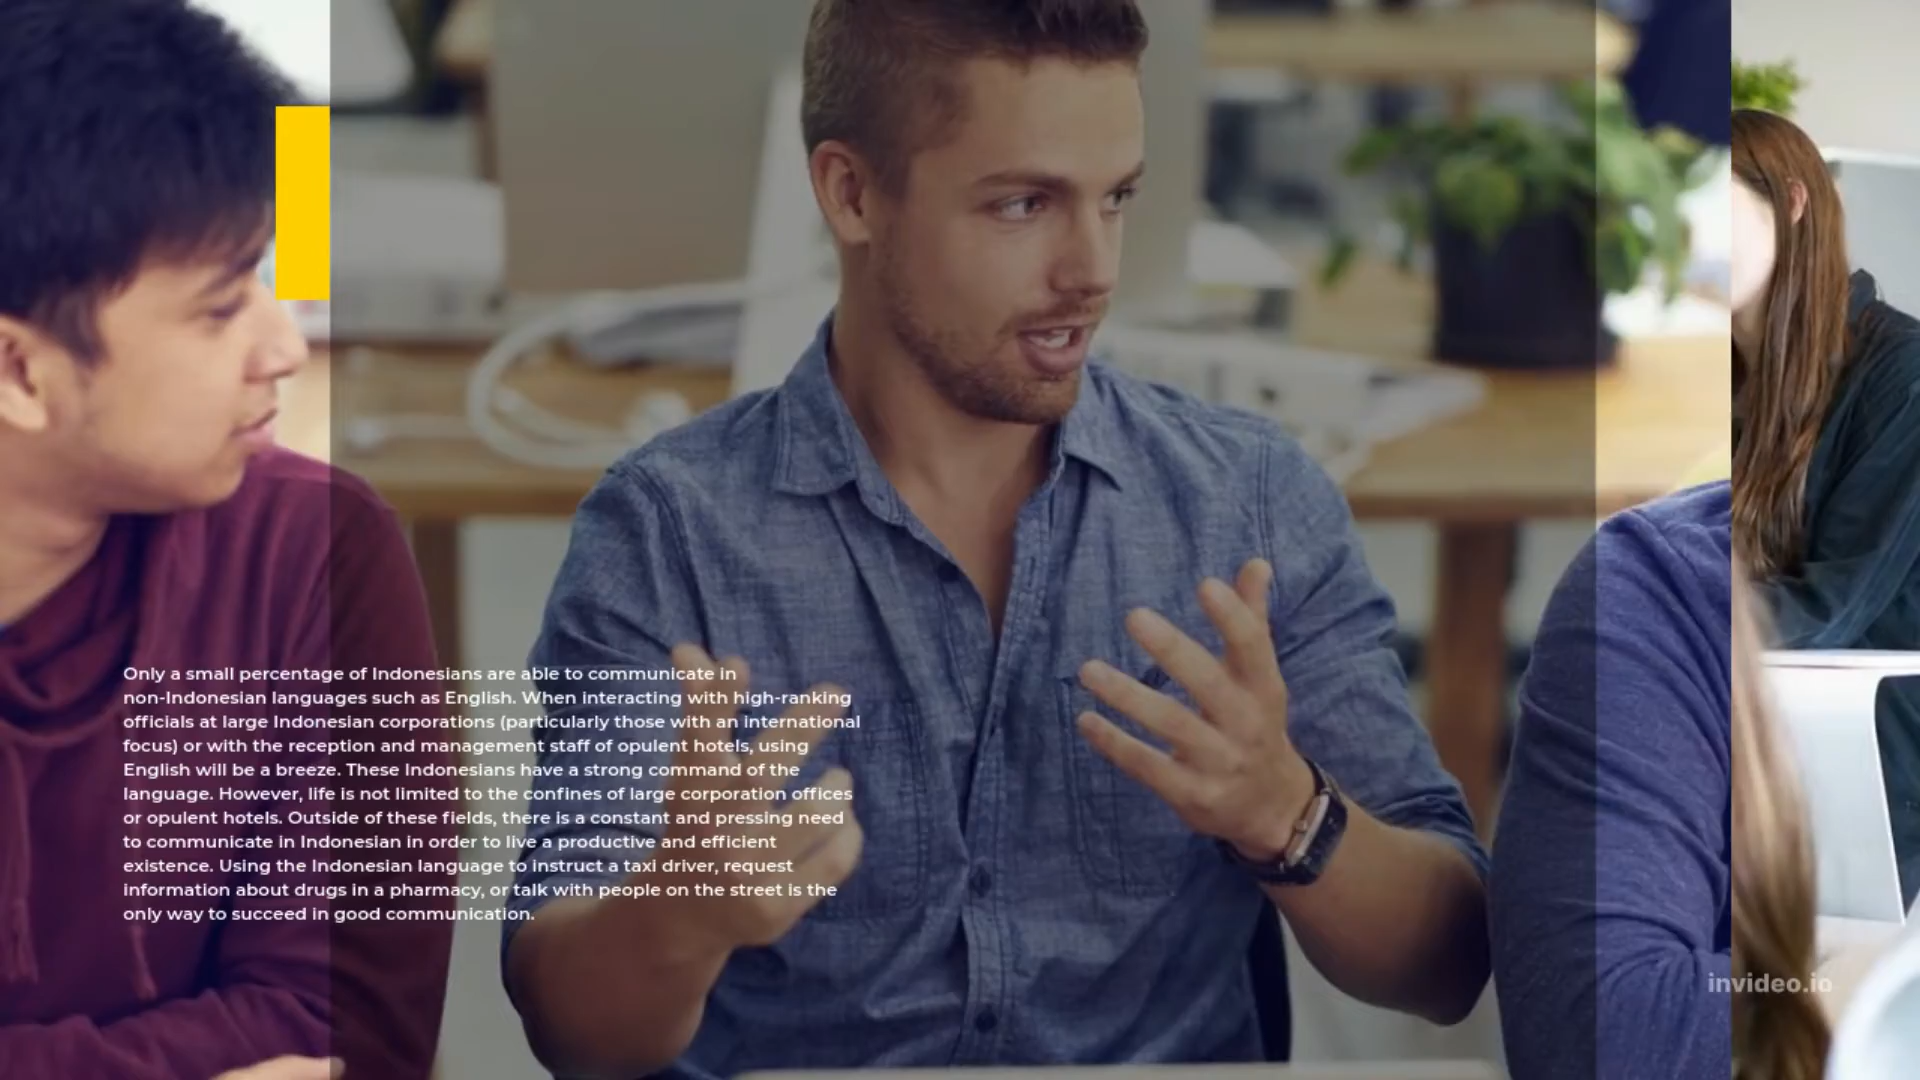 Only a small percentage of Indonesians are able to communicate in
non-Indonesian languages such as English. When interacting with high-ranking
officials at large Indonesian corporations (particularly those with an international
focus) or with the reception and management staff of opulent hotels, using
English will be a breeze. These Indonesians have a strong command of the
language. However, life is not limited to the confines of large corporation offices
or opulent hotels. Outside of these fields, there is a constant and pressing need
to communicate in Indonesian in order to live a productive and efficient
existence. Using the Indonesian language to instruct a taxi driver, request
information about drugs in a pharmacy, or talk with people on the street is the
only way to succeed in good communication.
invideo.io